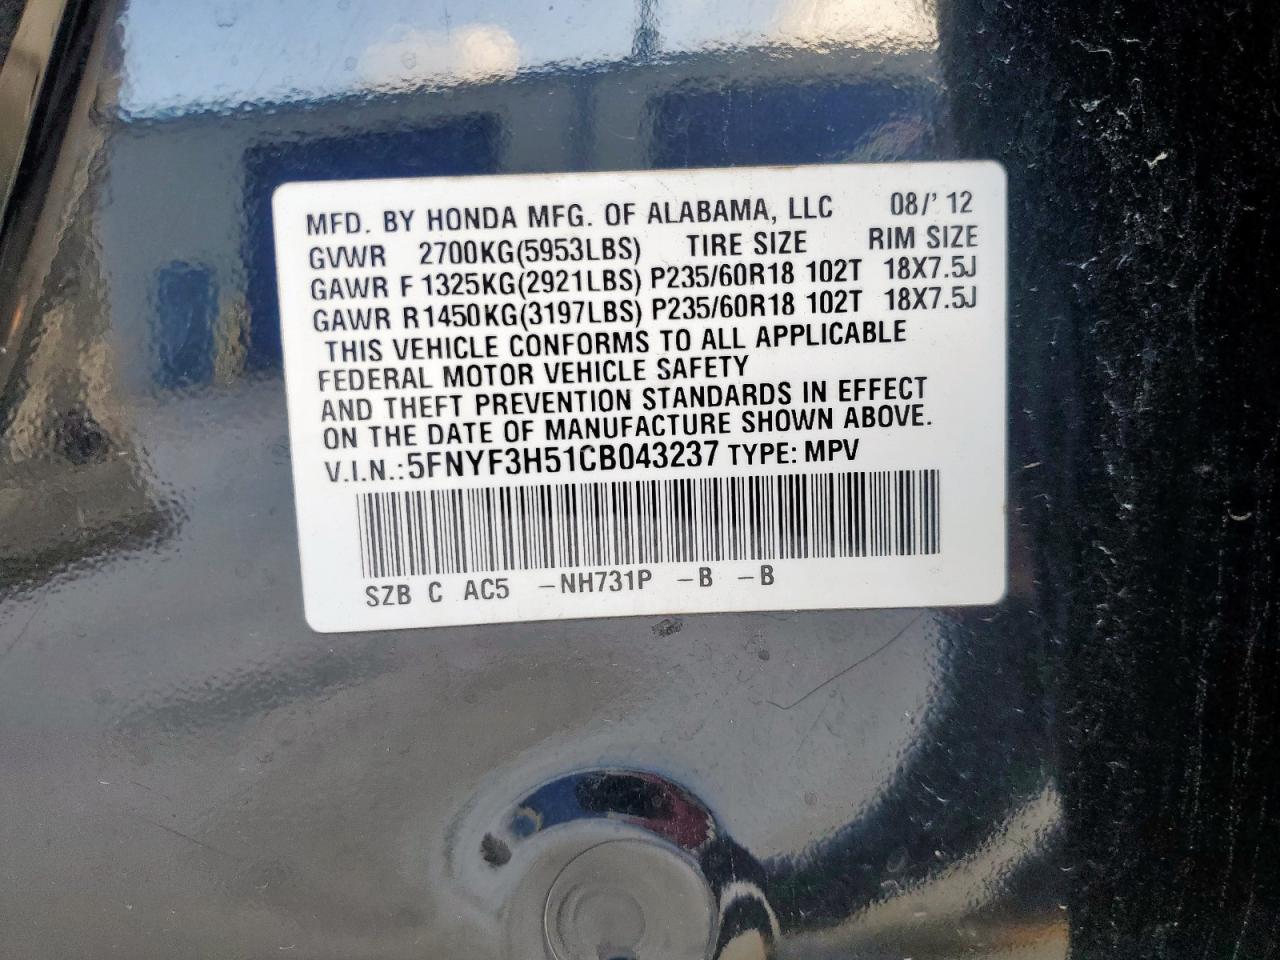 MFD. BY HONDA MFG. OF ALABAMA, LLC 08/'12
GVWR 2700KG(5953LBS) TIRE SIZE RIM SIZE
GAWR F 1325KG(2921LBS) P235/60R18 102T 18X7.5J
GAWR R1450KG(3197LBS) P235/60R18 102T 18X7.5J
THIS VEHICLE CONFORMS TO ALL APPLICABLE
FEDERAL MOTOR VEHICLE SAFETY
AND THEFT PREVENTION STANDARDS IN EFFECT
ON THE DATE OF MANUFACTURE SHOWN ABOVE.
V.I.N.:5FNYF3H51CB043237 TYPE: MPV
SZB C AC5 -NH731P -B -B